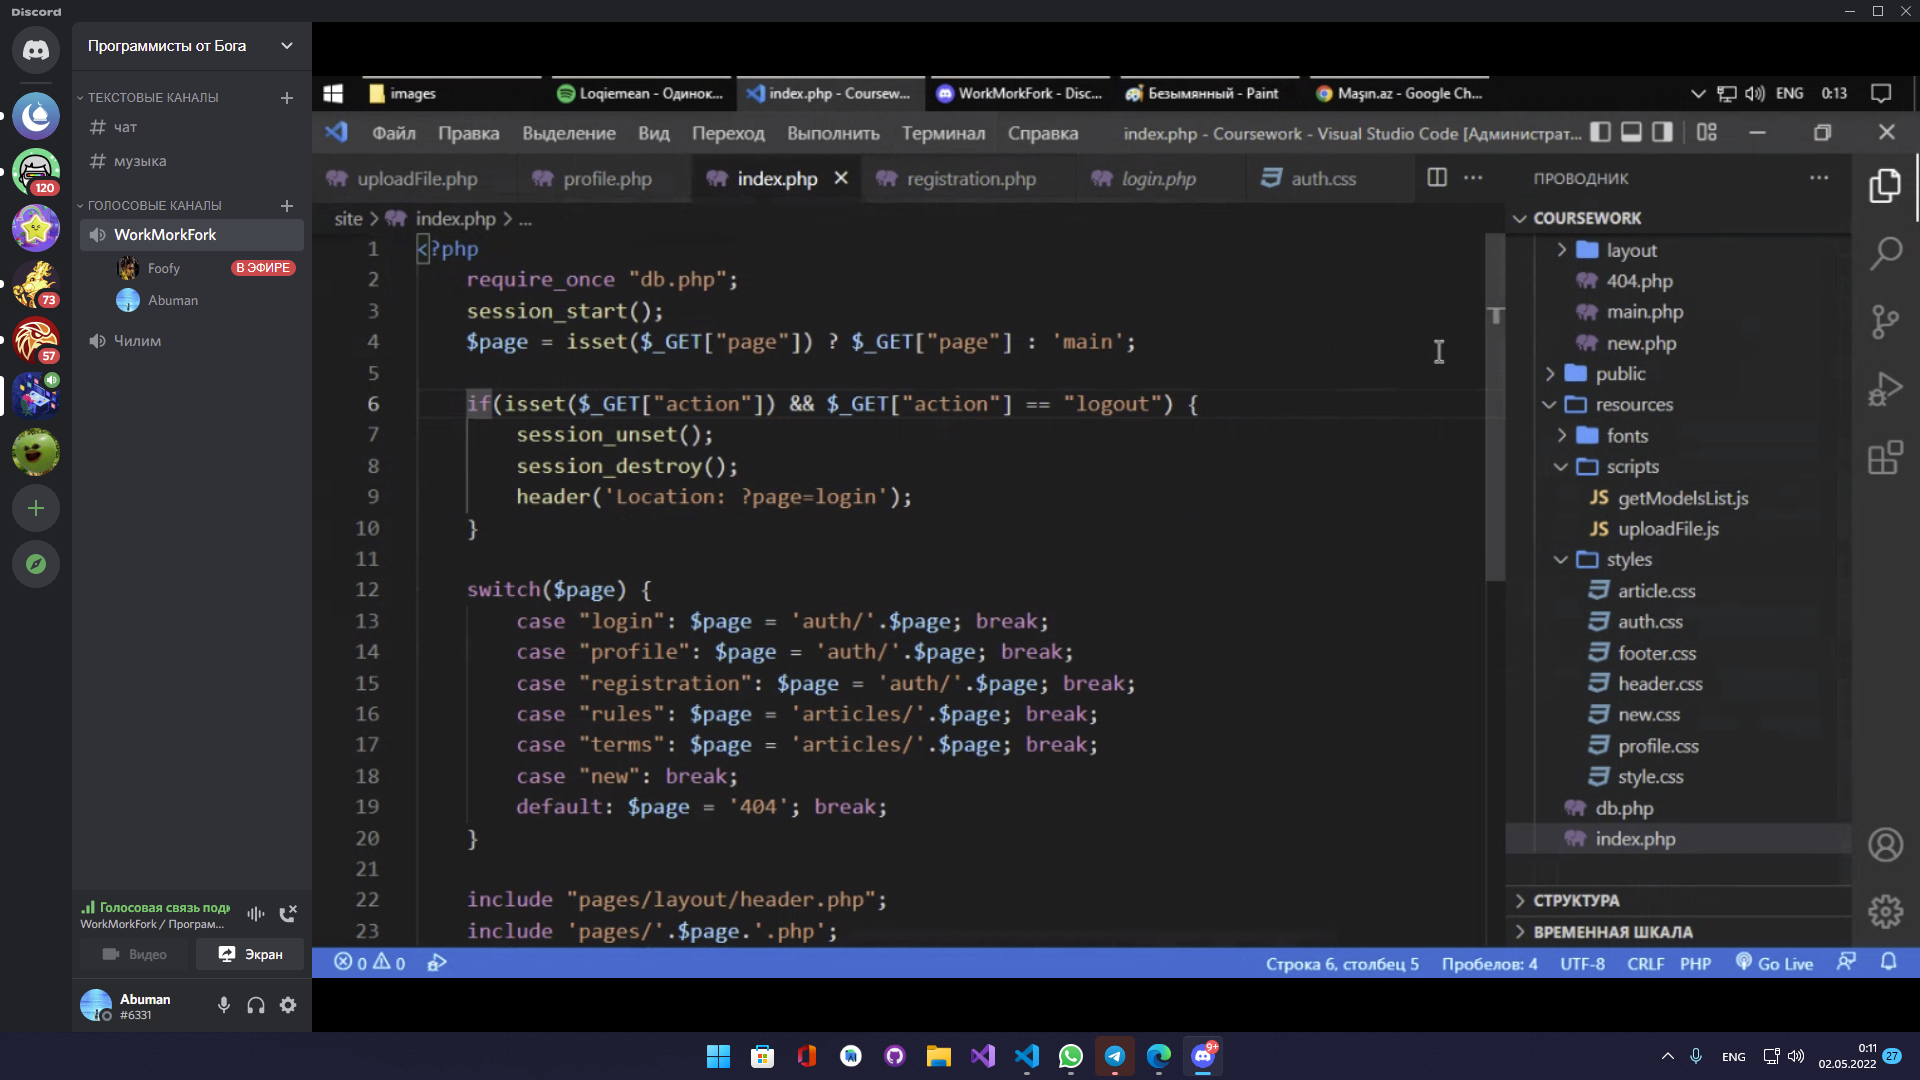 Discord
Программисты от Бога
ТЕКСТОВЫЕ КАНАЛЫ
чат
музыка
ГОЛОСОВЫЕ КАНАЛЫ
WorkMorkFork
Foofy В ЭФИРЕ
Abuman
Чилим
120
73
57
Голосовая связь подк
WorkMorkFork / Програм...
Видео Экран
Abuman
#6331
images Loqiemean - Одинок... index.php - Coursew... WorkMorkFork - Disc... Безымянный - Paint Maşın.az - Google Ch... ENG 0:13
Файл Правка Выделение Вид Переход Выполнить Терминал Справка index.php - Coursework - Visual Studio Code [Администрат...
uploadFile.php profile.php index.php registration.php login.php auth.css
site > index.php > ...
1 <?php
2 require_once "db.php";
3 session_start();
4 $page = isset($_GET["page"]) ? $_GET["page"] : 'main';
5
6 if(isset($_GET["action"]) && $_GET["action"] == "logout") {
7 session_unset();
8 session_destroy();
9 header('Location: ?page=login');
10 }
11
12 switch($page) {
13 case "login": $page = 'auth/'.$page; break;
14 case "profile": $page = 'auth/'.$page; break;
15 case "registration": $page = 'auth/'.$page; break;
16 case "rules": $page = 'articles/'.$page; break;
17 case "terms": $page = 'articles/'.$page; break;
18 case "new": break;
19 default: $page = '404'; break;
20 }
21
22 include "pages/layout/header.php";
23 include 'pages/'.$page.'.php';
ПРОВОДНИК
COURSEWORK
layout
404.php
main.php
new.php
public
resources
fonts
scripts
JS getModelsList.js
JS uploadFile.js
styles
article.css
auth.css
footer.css
header.css
new.css
profile.css
style.css
db.php
index.php
СТРУКТУРА
ВРЕМЕННАЯ ШКАЛА
0 0 Строка 6, столбец 5 Пробелов: 4 UTF-8 CRLF PHP Go Live
9+ ENG 0:11
02.05.2022 27